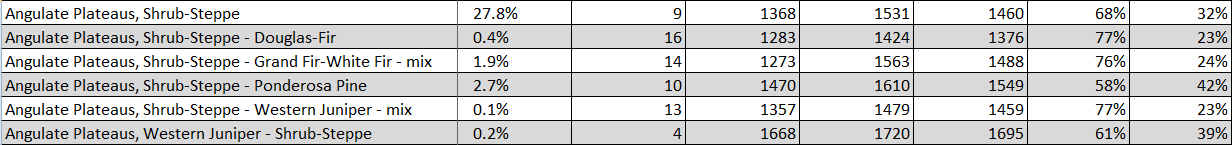 Angulate Plateaus, Shrub-Steppe 27.8% 9 1368 1531 1460 68% 32%
Angulate Plateaus, Shrub-Steppe - Douglas-Fir 0.4% 16 1283 1424 1376 77% 23%
Angulate Plateaus, Shrub-Steppe - Grand Fir-White Fir - mix 1.9% 14 1273 1563 1488 76% 24%
Angulate Plateaus, Shrub-Steppe - Ponderosa Pine 2.7% 10 1470 1610 1549 58% 42%
Angulate Plateaus, Shrub-Steppe - Western Juniper - mix 0.1% 13 1357 1479 1459 77% 23%
Angulate Plateaus, Western Juniper - Shrub-Steppe 0.2% 4 1668 1720 1695 61% 39%